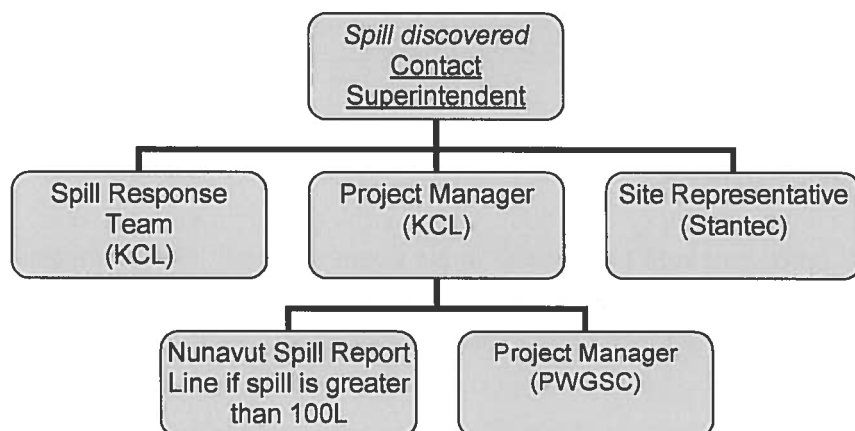 Spill discovered
Contact
Superintendent
Spill Response
Team
(KCL)
Project Manager
(KCL)
Site Representative
(Stantec)
Nunavut Spill Report
Line if spill is greater
than 100L
Project Manager
(PWGSC)